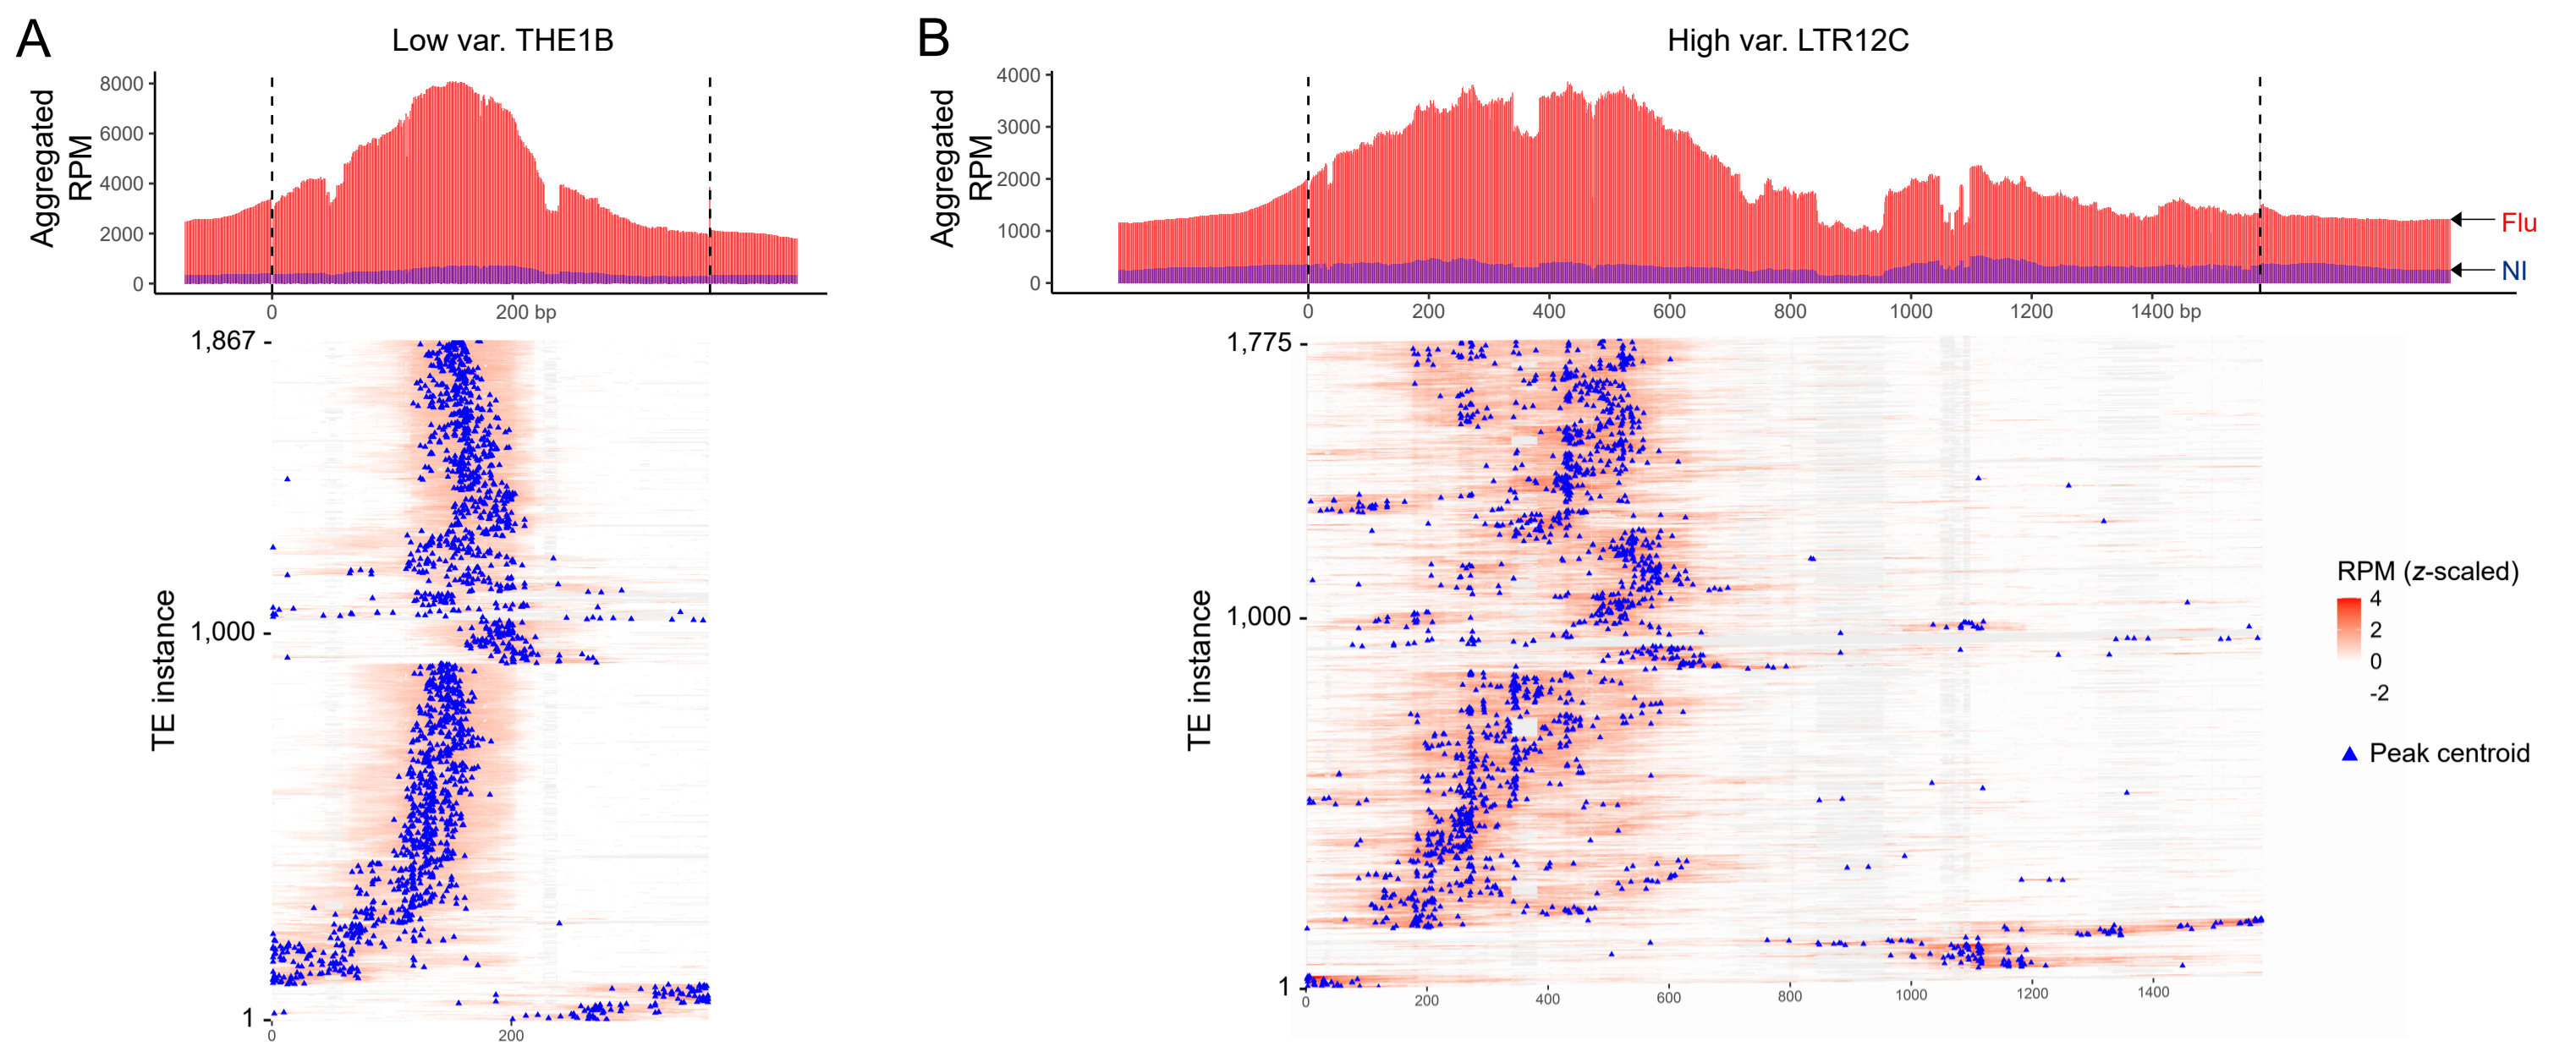 A
Low var. THE1B
Aggregated
RPM
8000
6000
4000
2000
0
0
200 bp
1,867
1,000
1
TE instance
0
200
B
High var. LTR12C
Aggregated
RPM
4000
3000
2000
1000
0
0
200
400
600
800
1000
1200
1400 bp
Flu
NI
1,775
1,000
1
TE instance
0
200
400
600
800
1000
1200
1400
RPM (z-scaled)
4
2
0
-2
Peak centroid